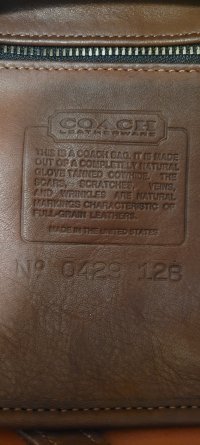 COACH
LEATHERWARE
THIS IS A COACH BAG. IT IS MADE
OUT OF A COMPLETELY NATURAL
GLOVE TANNED COWHIDE. THE
SCARS, SCRATCHES, VEINS,
AND WRINKLES ARE NATURAL
MARKINGS CHARACTERISTIC OF
FULL-GRAIN LEATHERS.
MADE IN THE UNITED STATES
Nº 0429 128